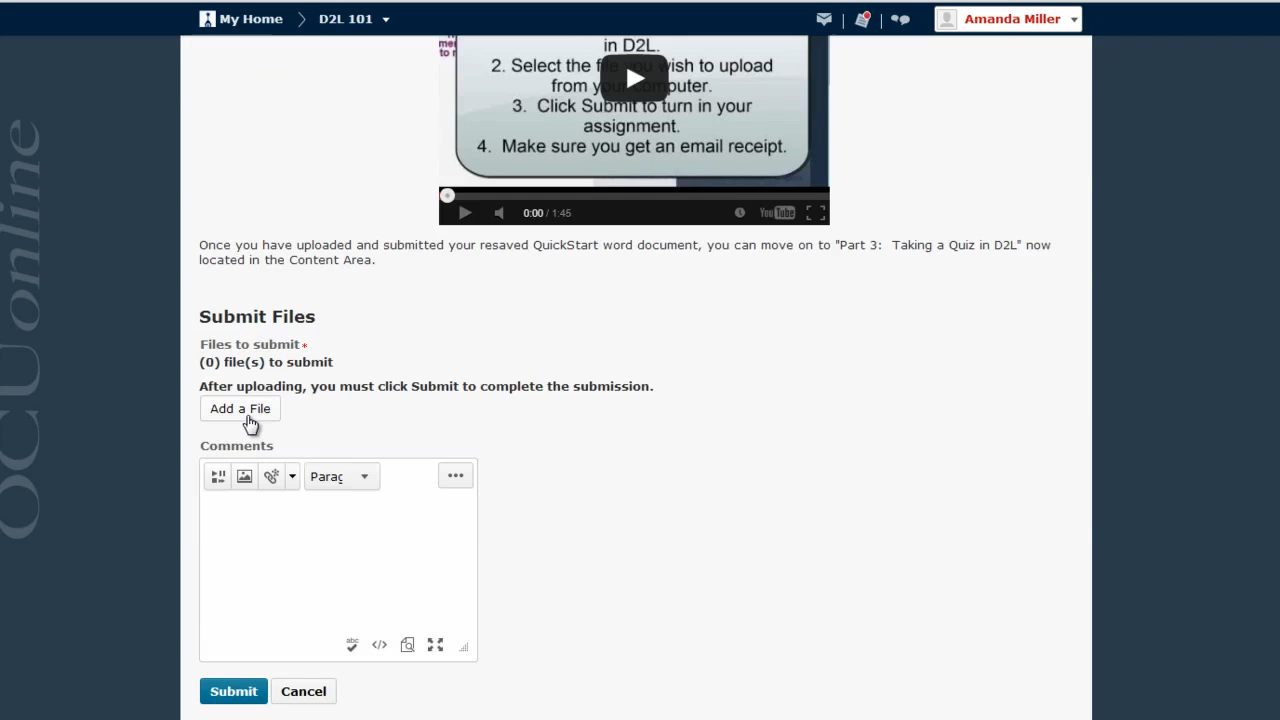 My Home
D2L 101
Amanda Miller
in D2L.
2. Select the file you wish to upload
from your computer.
3. Click Submit to turn in your
assignment.
4. Make sure you get an email receipt.
0:00 / 1:45
YouTube
Once you have uploaded and submitted your resaved QuickStart word document, you can move on to "Part 3: Taking a Quiz in D2L" now
located in the Content Area.
Submit Files
Files to submit *
(0) file(s) to submit
After uploading, you must click Submit to complete the submission.
Add a File
Comments
Parag
abc
Submit
Cancel
OCUonline